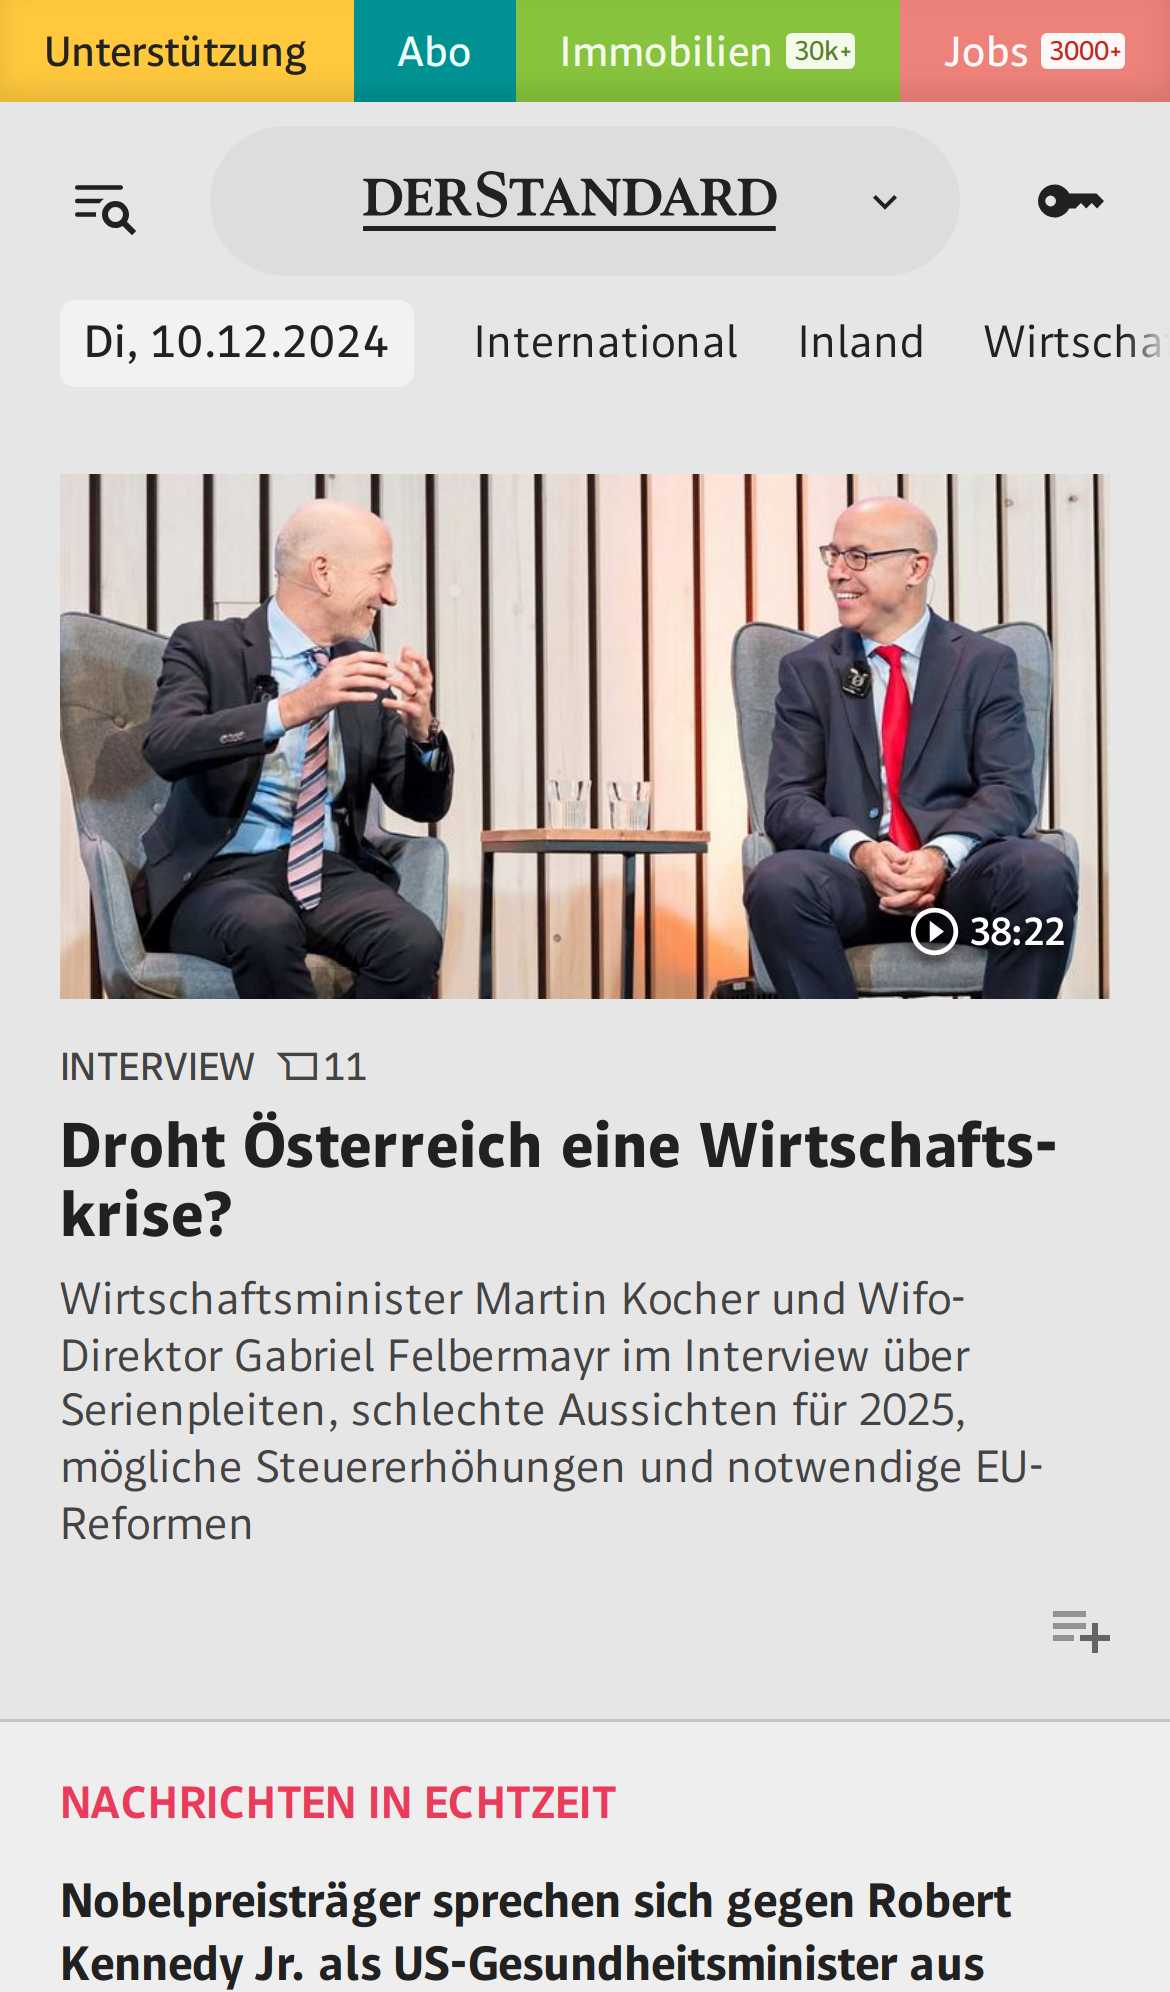 Unterstützung Abo Immobilien 30k+ Jobs 3000+
DERSTANDARD
Di, 10.12.2024 International Inland Wirtscha
38:22
INTERVIEW 11
Droht Österreich eine Wirtschafts-
krise?
Wirtschaftsminister Martin Kocher und Wifo-
Direktor Gabriel Felbermayr im Interview über
Serienpleiten, schlechte Aussichten für 2025,
mögliche Steuererhöhungen und notwendige EU-
Reformen
NACHRICHTEN IN ECHTZEIT
Nobelpreisträger sprechen sich gegen Robert
Kennedy Jr. als US-Gesundheitsminister aus